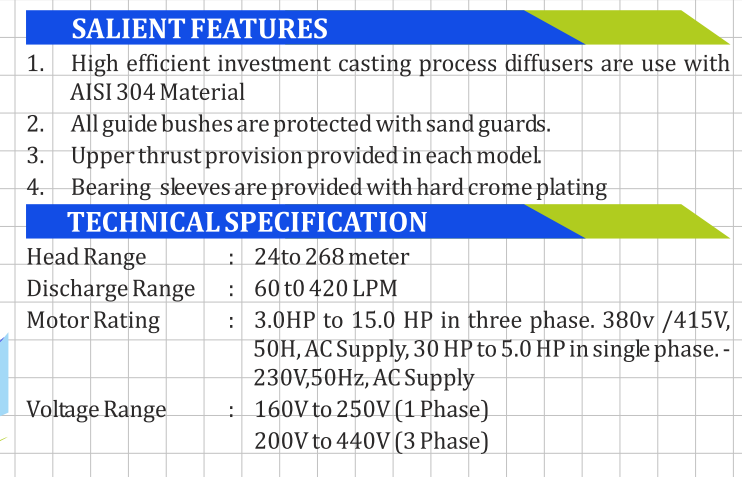 SALIENT FEATURES
1. High efficient investment casting process diffusers are use with
AISI 304 Material
2. All guide bushes are protected with sand guards.
3. Upper thrust provision provided in each model.
4. Bearing sleeves are provided with hard crome plating
TECHNICAL SPECIFICATION
Head Range : 24to 268 meter
Discharge Range : 60 t0 420 LPM
Motor Rating : 3.0HP to 15.0 HP in three phase. 380v /415V,
50H, AC Supply, 30 HP to 5.0 HP in single phase. -
230V,50Hz, AC Supply
Voltage Range : 160V to 250V (1 Phase)
200V to 440V (3 Phase)